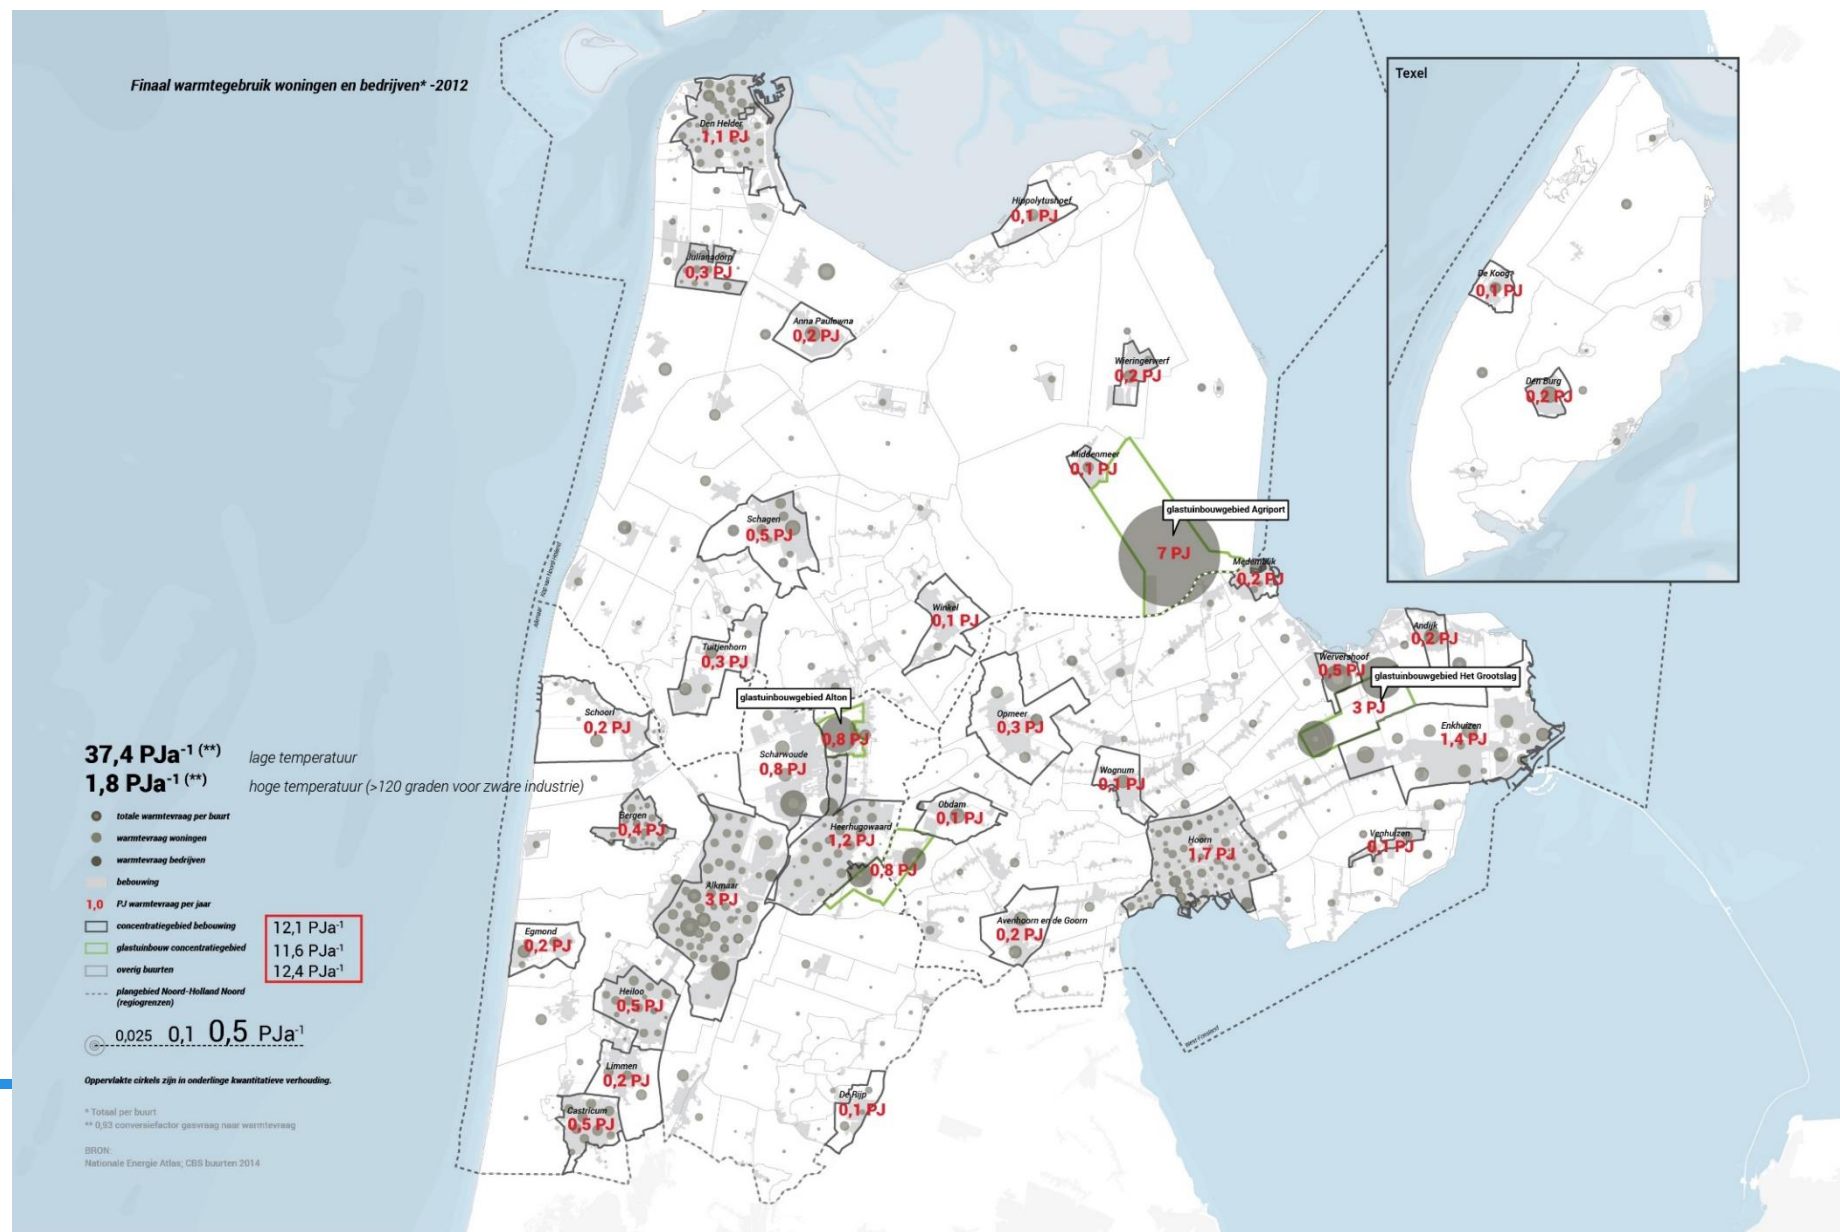 Finaal warmtegebruik woningen en bedrijven* -2012
Texel
Den Helder
1,1 PJ
Hippolytushoef
0,1 PJ
Julianadorp
0,3 PJ
De Koog
0,1 PJ
Anna Paulowna
0,2 PJ
Wieringerwerf
0,2 PJ
Den Burg
0,2 PJ
Middenmeer
0,1 PJ
glastuinbouwgebied Agriport
7 PJ
Schagen
0,5 PJ
Medemblik
0,2 PJ
Kop van Noord-Holland
Alkmaar
Winkel
0,1 PJ
Andijk
0,2 PJ
Tuitjenhorn
0,3 PJ
Wervershoof
0,5 PJ
glastuinbouwgebied Het Grootslag
3 PJ
glastuinbouwgebied Alton
0,8 PJ
Schoorl
0,2 PJ
Opmeer
0,3 PJ
Enkhuizen
1,4 PJ
Scharwoude
0,8 PJ
Wognum
0,1 PJ
37,4 PJa-1 (**) lage temperatuur
1,8 PJa-1 (**) hoge temperatuur (>120 graden voor zware industrie)
Bergen
0,4 PJ
Obdam
0,1 PJ
Heerhugowaard
1,2 PJ
0,8 PJ
Hoorn
1,7 PJ
Venhuizen
0,1 PJ
Alkmaar
3 PJ
Avenhoorn en de Goorn
0,2 PJ
Egmond
0,2 PJ
Heiloo
0,5 PJ
Limmen
0,2 PJ
Castricum
0,5 PJ
De Rijp
0,1 PJ
West-Friesland
totale warmtevraag per buurt
warmtevraag woningen
warmtevraag bedrijven
bebouwing
1,0 PJ warmtevraag per jaar
concentratiegebied bebouwing 12,1 PJa-1
glastuinbouw concentratiegebied 11,6 PJa-1
overig buurten 12,4 PJa-1
plangebied Noord-Holland Noord
(regiogrenzen)
0,025 0,1 0,5 PJa-1
Oppervlakte cirkels zijn in onderlinge kwantitatieve verhouding.
* Totaal per buurt
** 0,93 conversiefactor gasvraag naar warmtevraag
BRON:
Nationale Energie Atlas; CBS buurten 2014